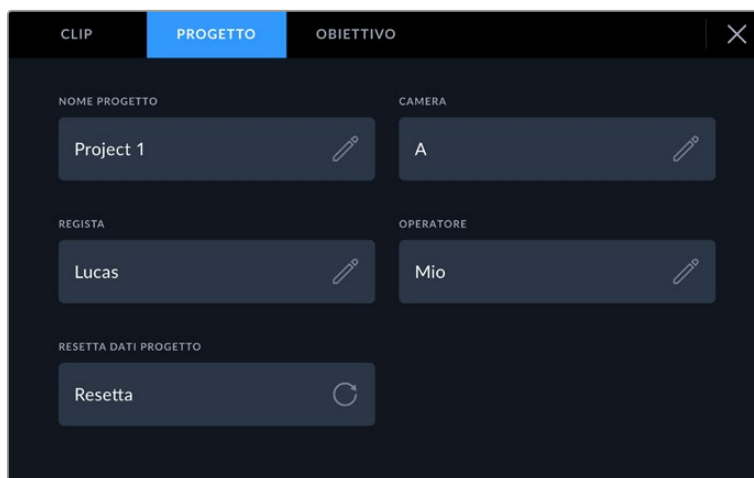 CLIP PROGETTO OBIETTIVO
NOME PROGETTO CAMERA
Project 1 A
REGISTA OPERATORE
Lucas Mio
RESETTA DATI PROGETTO
Resetta